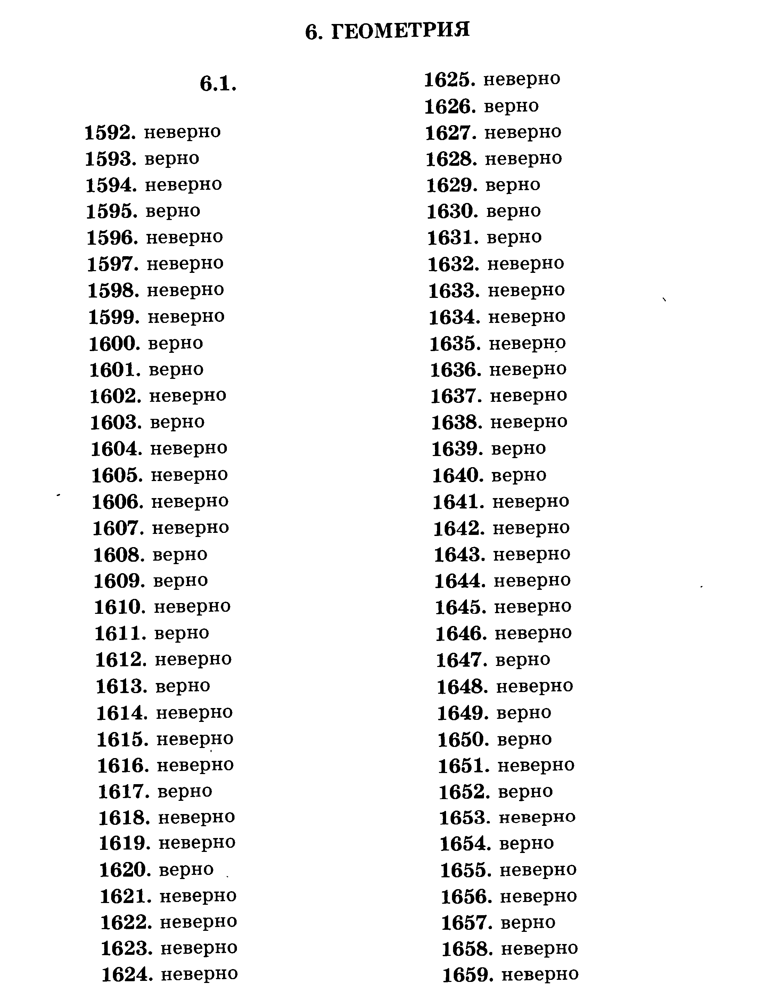 6. ГЕОМЕТРИЯ
6.1.
1592. неверно
1593. верно
1594. неверно
1595. верно
1596. неверно
1597. неверно
1598. неверно
1599. неверно
1600. верно
1601. верно
1602. неверно
1603. верно
1604. неверно
1605. неверно
1606. неверно
1607. неверно
1608. верно
1609. верно
1610. неверно
1611. верно
1612. неверно
1613. верно
1614. неверно
1615. неверно
1616. неверно
1617. верно
1618. неверно
1619. неверно
1620. верно
1621. неверно
1622. неверно
1623. неверно
1624. неверно
1625. неверно
1626. верно
1627. неверно
1628. неверно
1629. верно
1630. верно
1631. верно
1632. неверно
1633. неверно
1634. неверно
1635. неверно
1636. неверно
1637. неверно
1638. неверно
1639. верно
1640. верно
1641. неверно
1642. неверно
1643. неверно
1644. неверно
1645. неверно
1646. неверно
1647. верно
1648. неверно
1649. верно
1650. верно
1651. неверно
1652. верно
1653. неверно
1654. верно
1655. неверно
1656. неверно
1657. верно
1658. неверно
1659. неверно